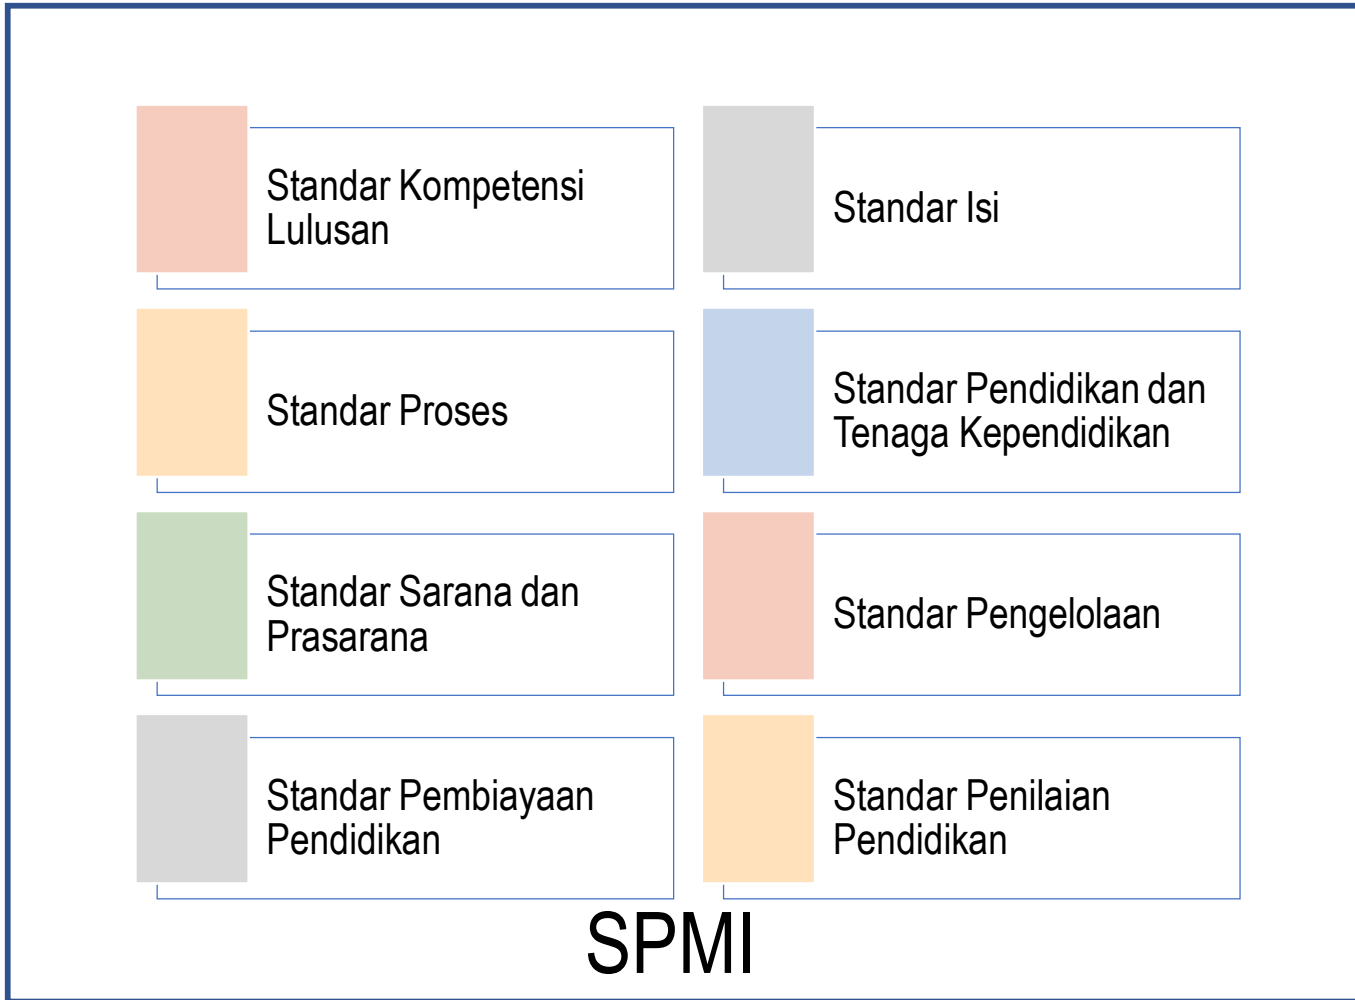 Standar Kompetensi
Lulusan
Standar Isi
Standar Proses
Standar Pendidikan dan
Tenaga Kependidikan
Standar Sarana dan
Prasarana
Standar Pengelolaan
Standar Pembiayaan
Pendidikan
Standar Penilaian
Pendidikan
SPMI